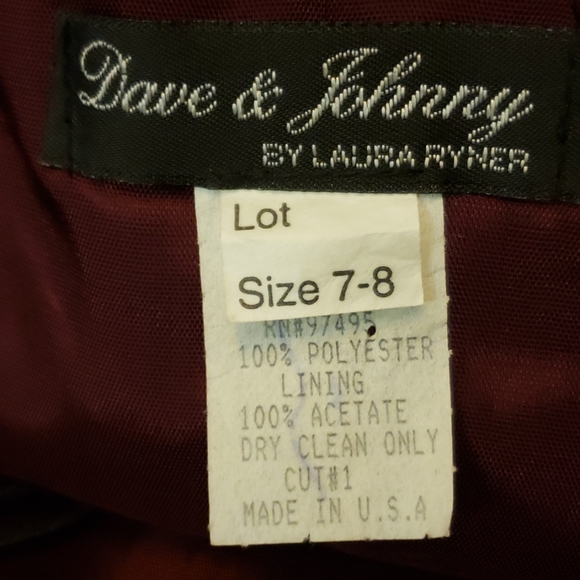 Dave & Johnny
BY LAURA RYNER
Lot
Size 7-8
RN#97495
100% POLYESTER
LINING
100% ACETATE
DRY CLEAN ONLY
CUT#1
MADE IN U.S.A